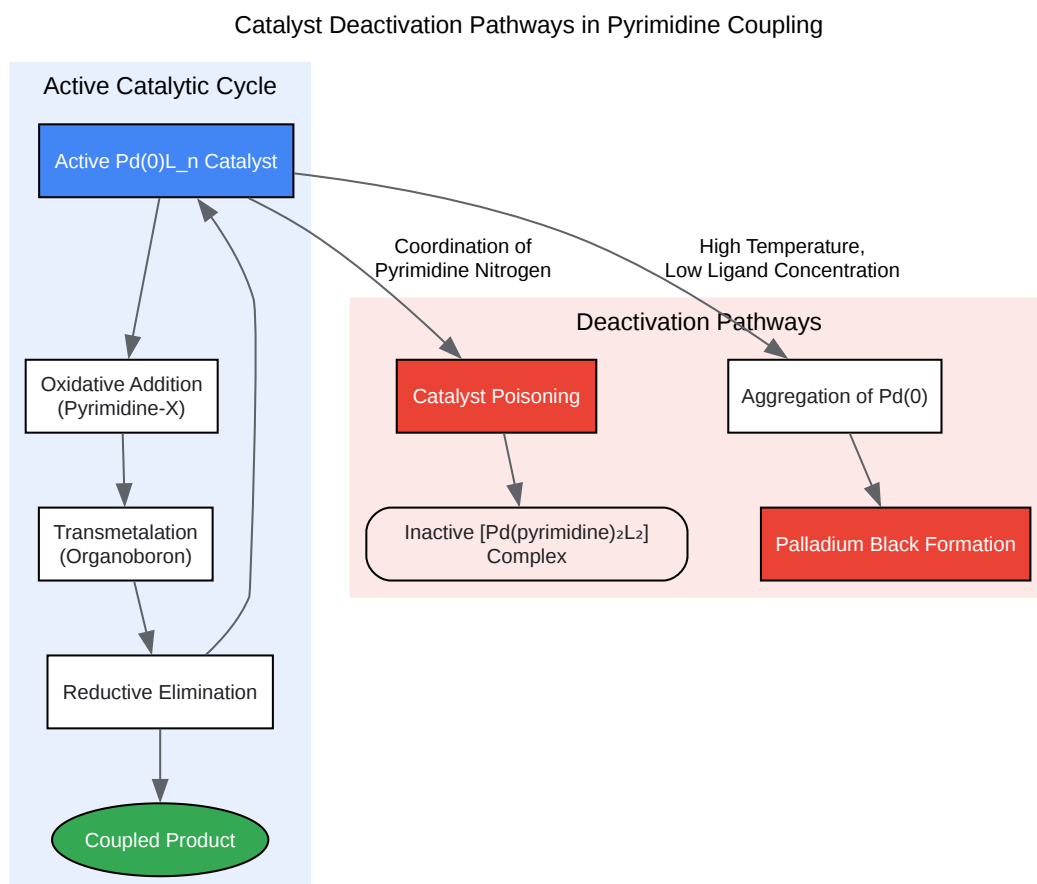 Catalyst Deactivation Pathways in Pyrimidine Coupling
Active Catalytic Cycle
Active Pd(0)L_n Catalyst
Coordination of
Pyrimidine Nitrogen
High Temperature,
Low Ligand Concentration
Deactivation Pathways
Oxidative Addition
(Pyrimidine-X)
Catalyst Poisoning
Aggregation of Pd(0)
Transmetalation
(Organoboron)
Inactive [Pd(pyrimidine)₂L₂]
Complex
Palladium Black Formation
Reductive Elimination
Coupled Product